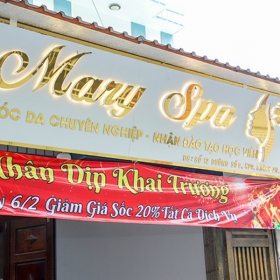 Mary Spa
ÓC DA CHUYÊN NGHIỆP - NHẬN ĐÀO TẠO HỌC VIÊN
Nhân Dịp Khai Trương
6/2 Giảm Giá Sốc 20% Tất Cả Dịch Vụ